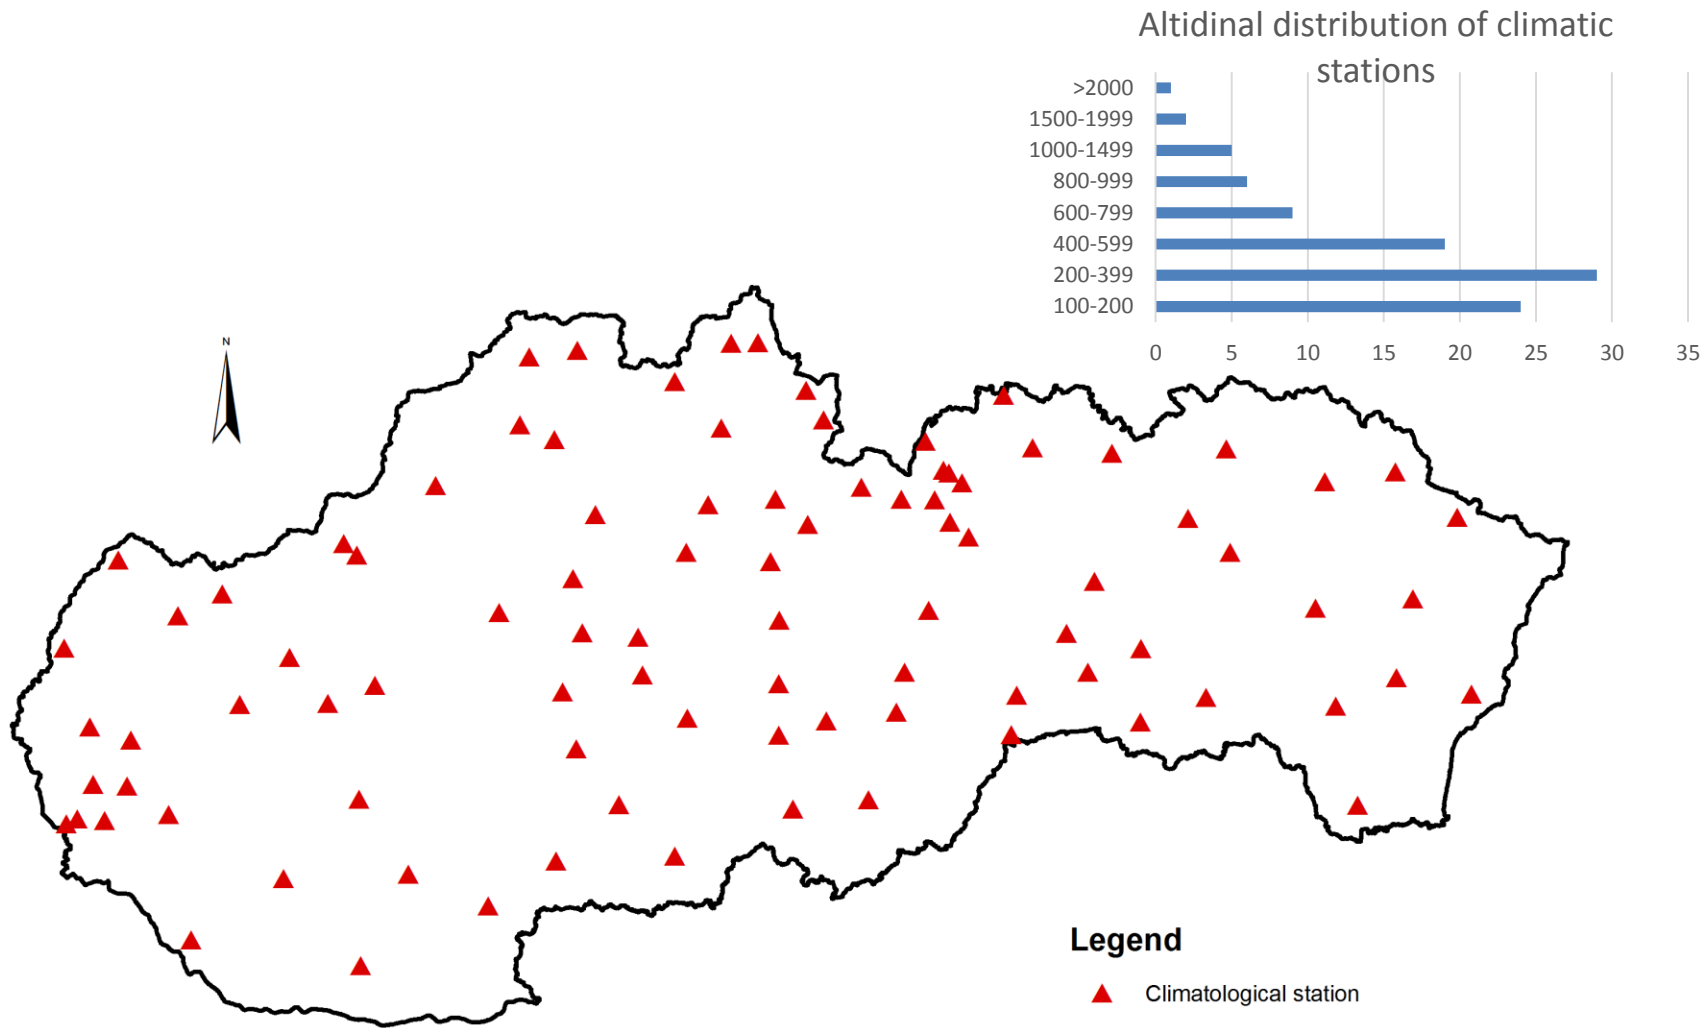 Altidinal distribution of climatic
stations
>2000
1500-1999
1000-1499
800-999
600-799
400-599
200-399
100-200
0 5 10 15 20 25 30 35
N
Legend
Climatological station